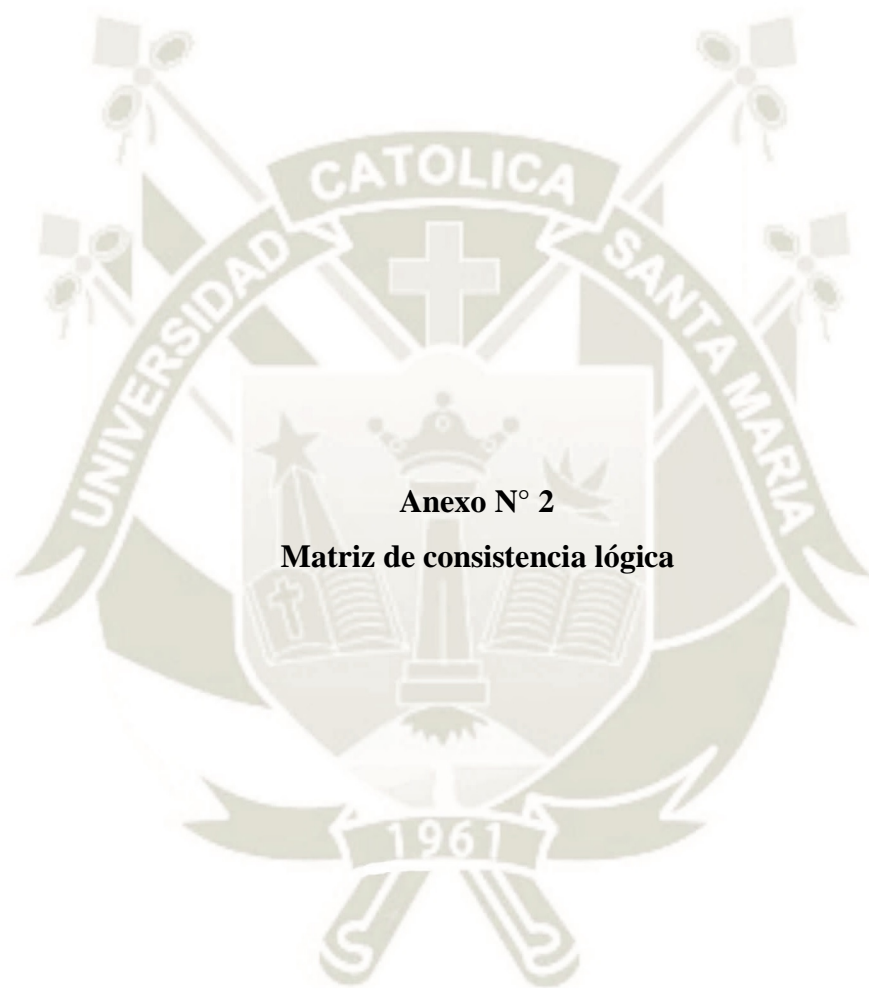 CATOLICA
UNIVERSIDAD
SANTA MARIA
Anexo N° 2
Matriz de consistencia lógica
1961